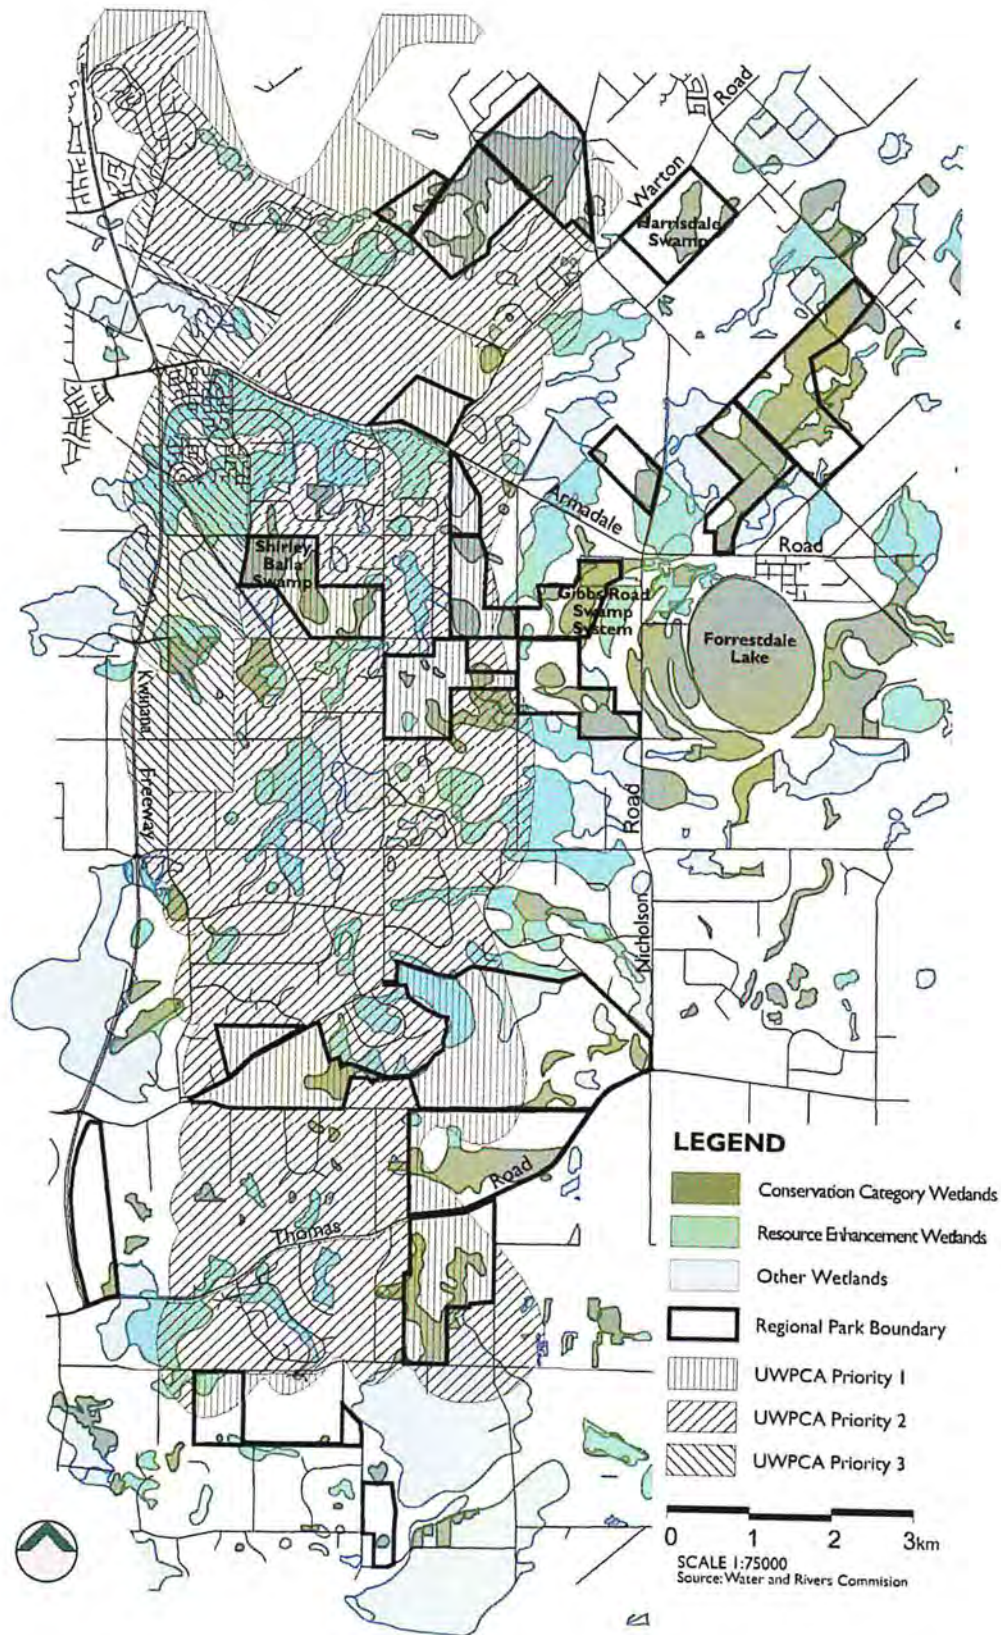 Road
Warton
Harrisdale
Swamp
Armadale
Road
Shirley
Balla
Swamp
Gibbs Road
Swamp
System
Forrestdale
Lake
Kwinana
Freeway
Road
Nicholson
Road
Thomas
LEGEND
Conservation Category Wetlands
Resource Enhancement Wetlands
Other Wetlands
Regional Park Boundary
UWPCA Priority 1
UWPCA Priority 2
UWPCA Priority 3
0 1 2 3km
SCALE 1:75000
Source: Water and Rivers Commision